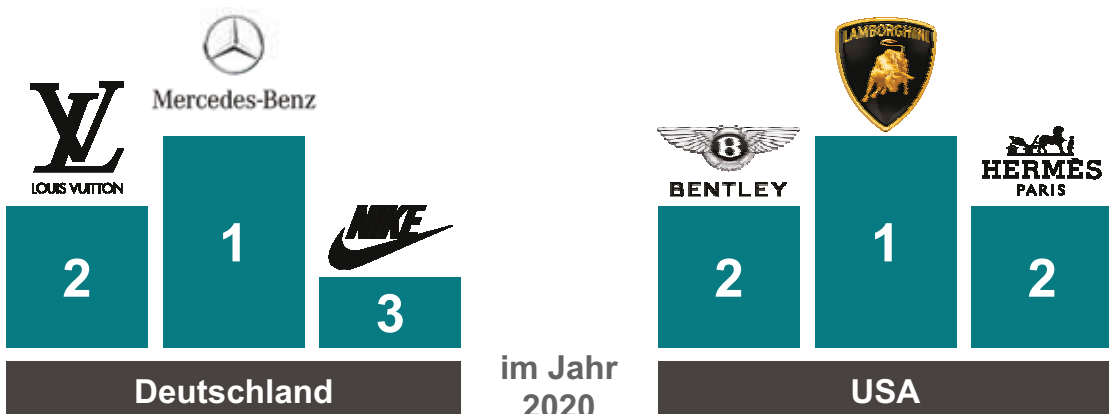 LOUIS VUITTON
Mercedes-Benz
NIKE
2
1
3
Deutschland
im Jahr
2020
LAMBORGHINI
B
BENTLEY
HERMÈS
PARIS
2
1
2
USA